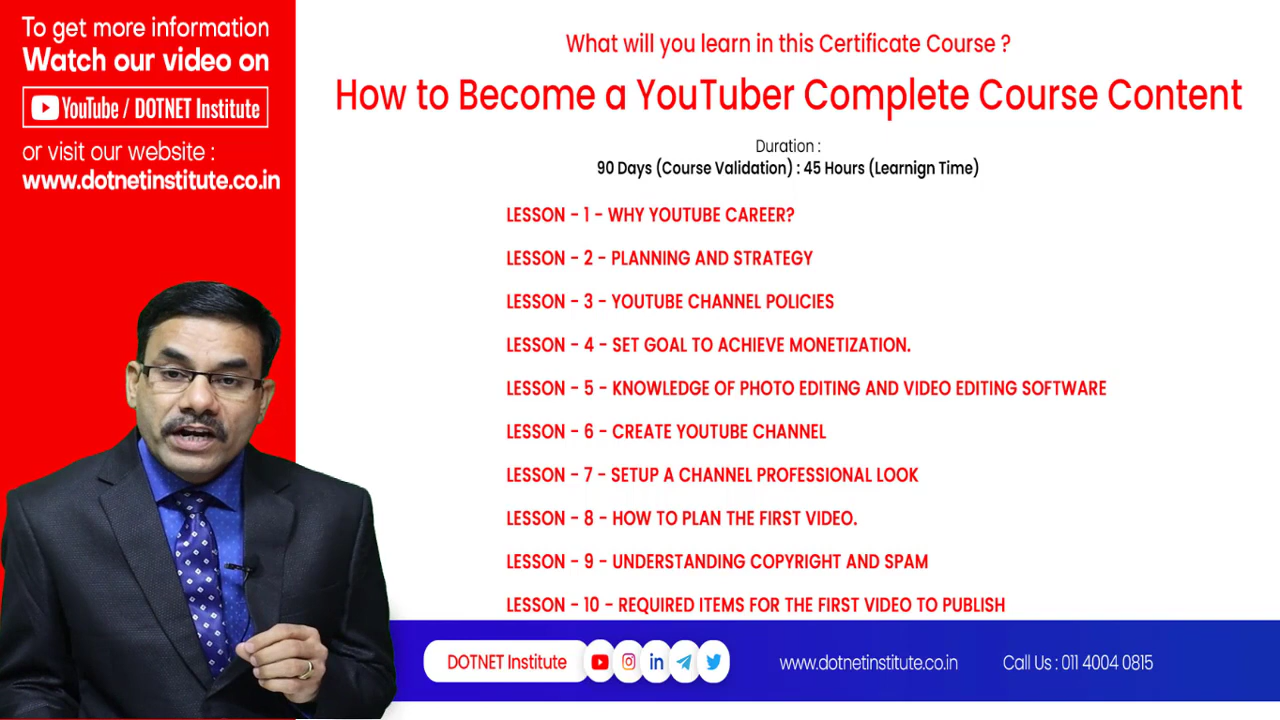 To get more information
Watch our video on
YouTube / DOTNET Institute
or visit our website :
www.dotnetinstitute.co.in
What will you learn in this Certificate Course ?
How to Become a YouTuber Complete Course Content
Duration :
90 Days (Course Validation) : 45 Hours (Learnign Time)
LESSON - 1 - WHY YOUTUBE CAREER?
LESSON - 2 - PLANNING AND STRATEGY
LESSON - 3 - YOUTUBE CHANNEL POLICIES
LESSON - 4 - SET GOAL TO ACHIEVE MONETIZATION.
LESSON - 5 - KNOWLEDGE OF PHOTO EDITING AND VIDEO EDITING SOFTWARE
LESSON - 6 - CREATE YOUTUBE CHANNEL
LESSON - 7 - SETUP A CHANNEL PROFESSIONAL LOOK
LESSON - 8 - HOW TO PLAN THE FIRST VIDEO.
LESSON - 9 - UNDERSTANDING COPYRIGHT AND SPAM
LESSON - 10 - REQUIRED ITEMS FOR THE FIRST VIDEO TO PUBLISH
DOTNET Institute
www.dotnetinstitute.co.in
Call Us : 011 4004 0815